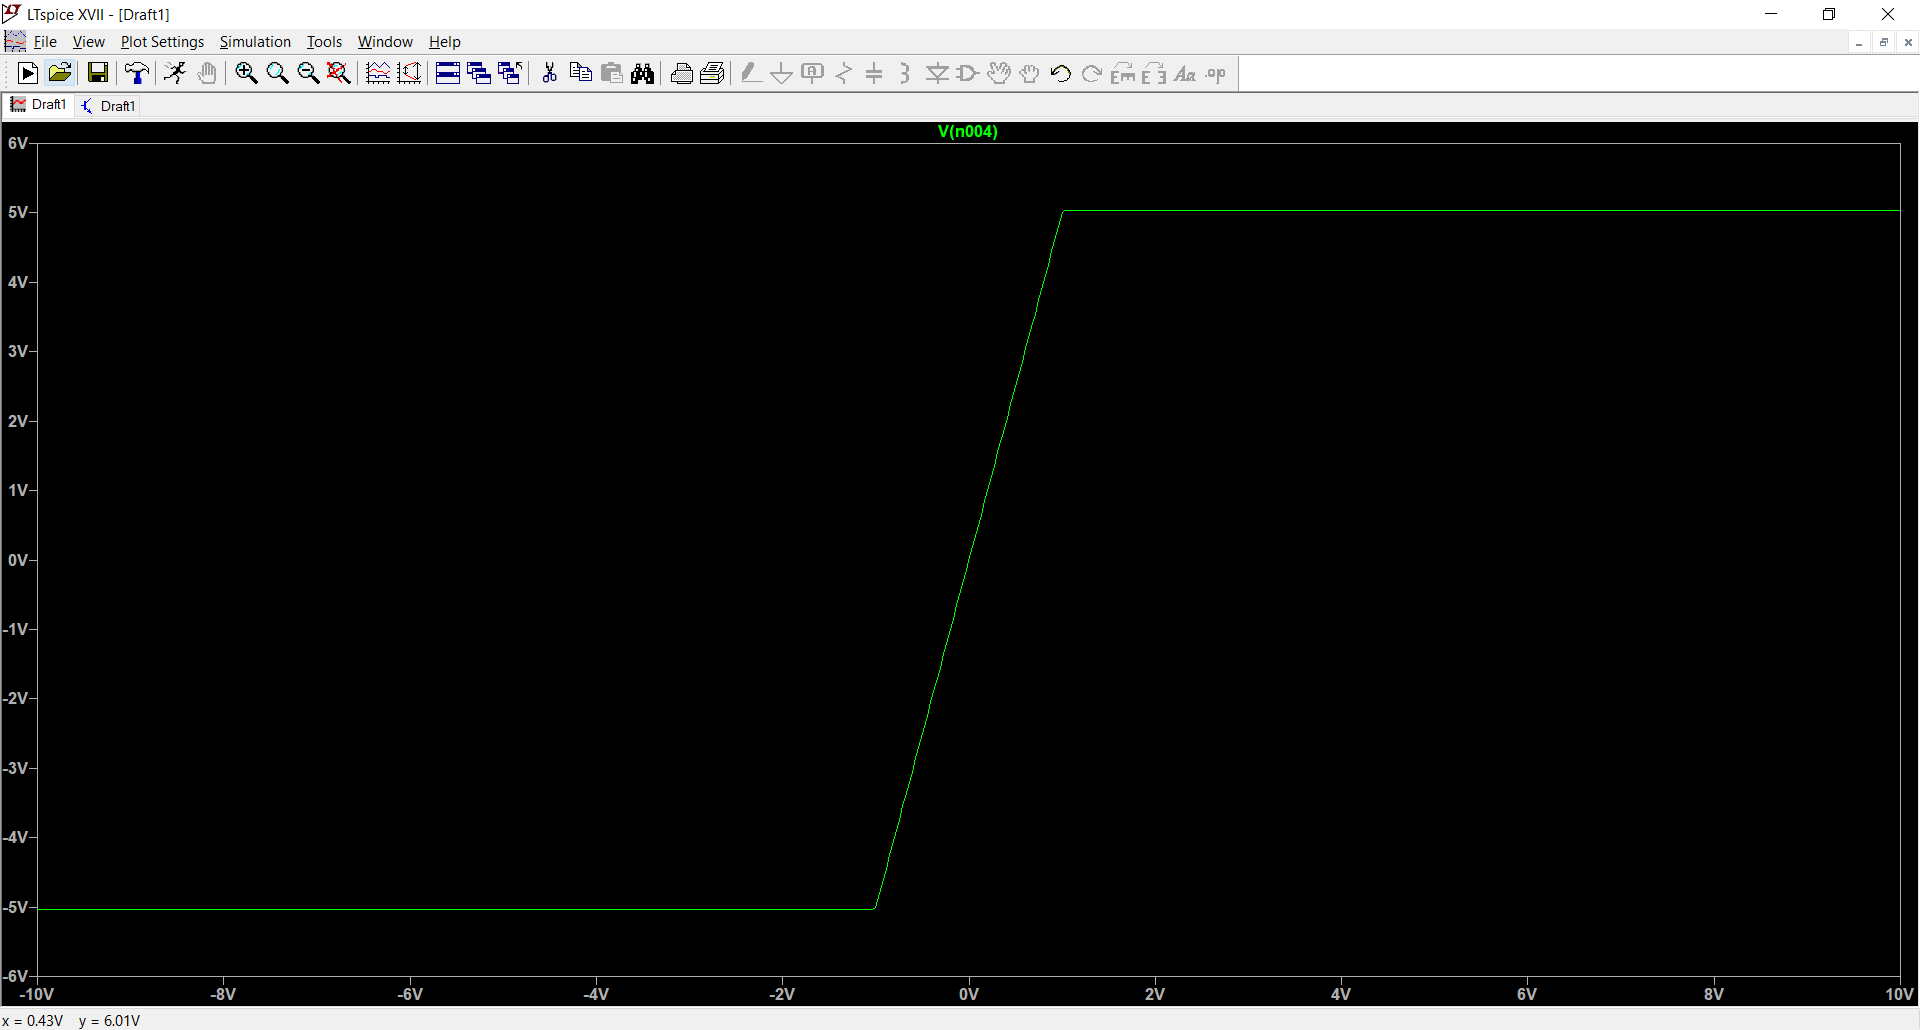 LTspice XVII - [Draft1]
File View Plot Settings Simulation Tools Window Help
Aa .op
Draft1 Draft1
V(n004)
6V
5V
4V
3V
2V
1V
0V
-1V
-2V
-3V
-4V
-5V
-6V
-10V -8V -6V -4V -2V 0V 2V 4V 6V 8V 10V
x = 0.43V y = 6.01V